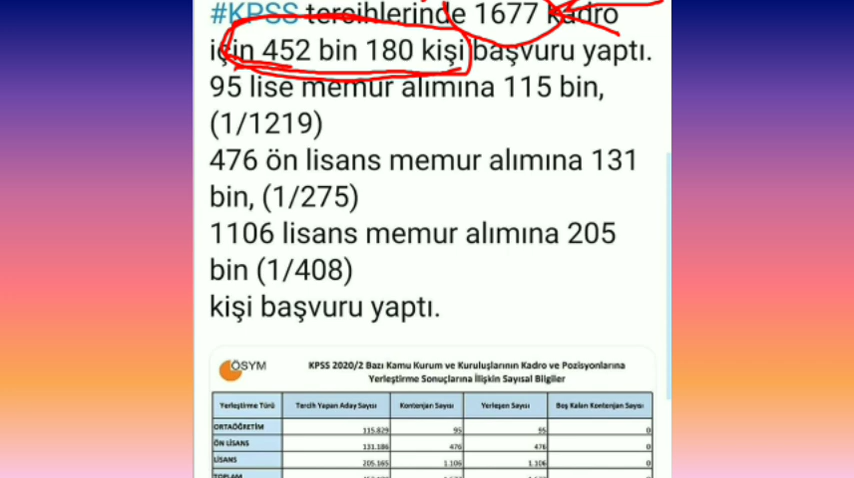 #KPSS tercihlerinde 1677 kadro
için 452 bin 180 kişi başvuru yaptı.
95 lise memur alımına 115 bin,
(1/1219)
476 ön lisans memur alımına 131
bin, (1/275)
1106 lisans memur alımına 205
bin (1/408)
kişi başvuru yaptı.
ÖSYM
KPSS 2020/2 Bazı Kamu Kurum ve Kuruluşlarının Kadro ve Pozisyonlarına
Yerleştirme Sonuçlarına İlişkin Sayısal Bilgiler
Yerleştirme Türü Tercih Yapan Aday Sayısı Kontenjan Sayısı Yerleşen Sayısı Boş Kalan Kontenjan Sayısı
ORTAÖĞRETİM 115.829 95 95 0
ÖN LİSANS 131.186 476 476 0
LİSANS 205.165 1.106 1.106 0
TOPLAM